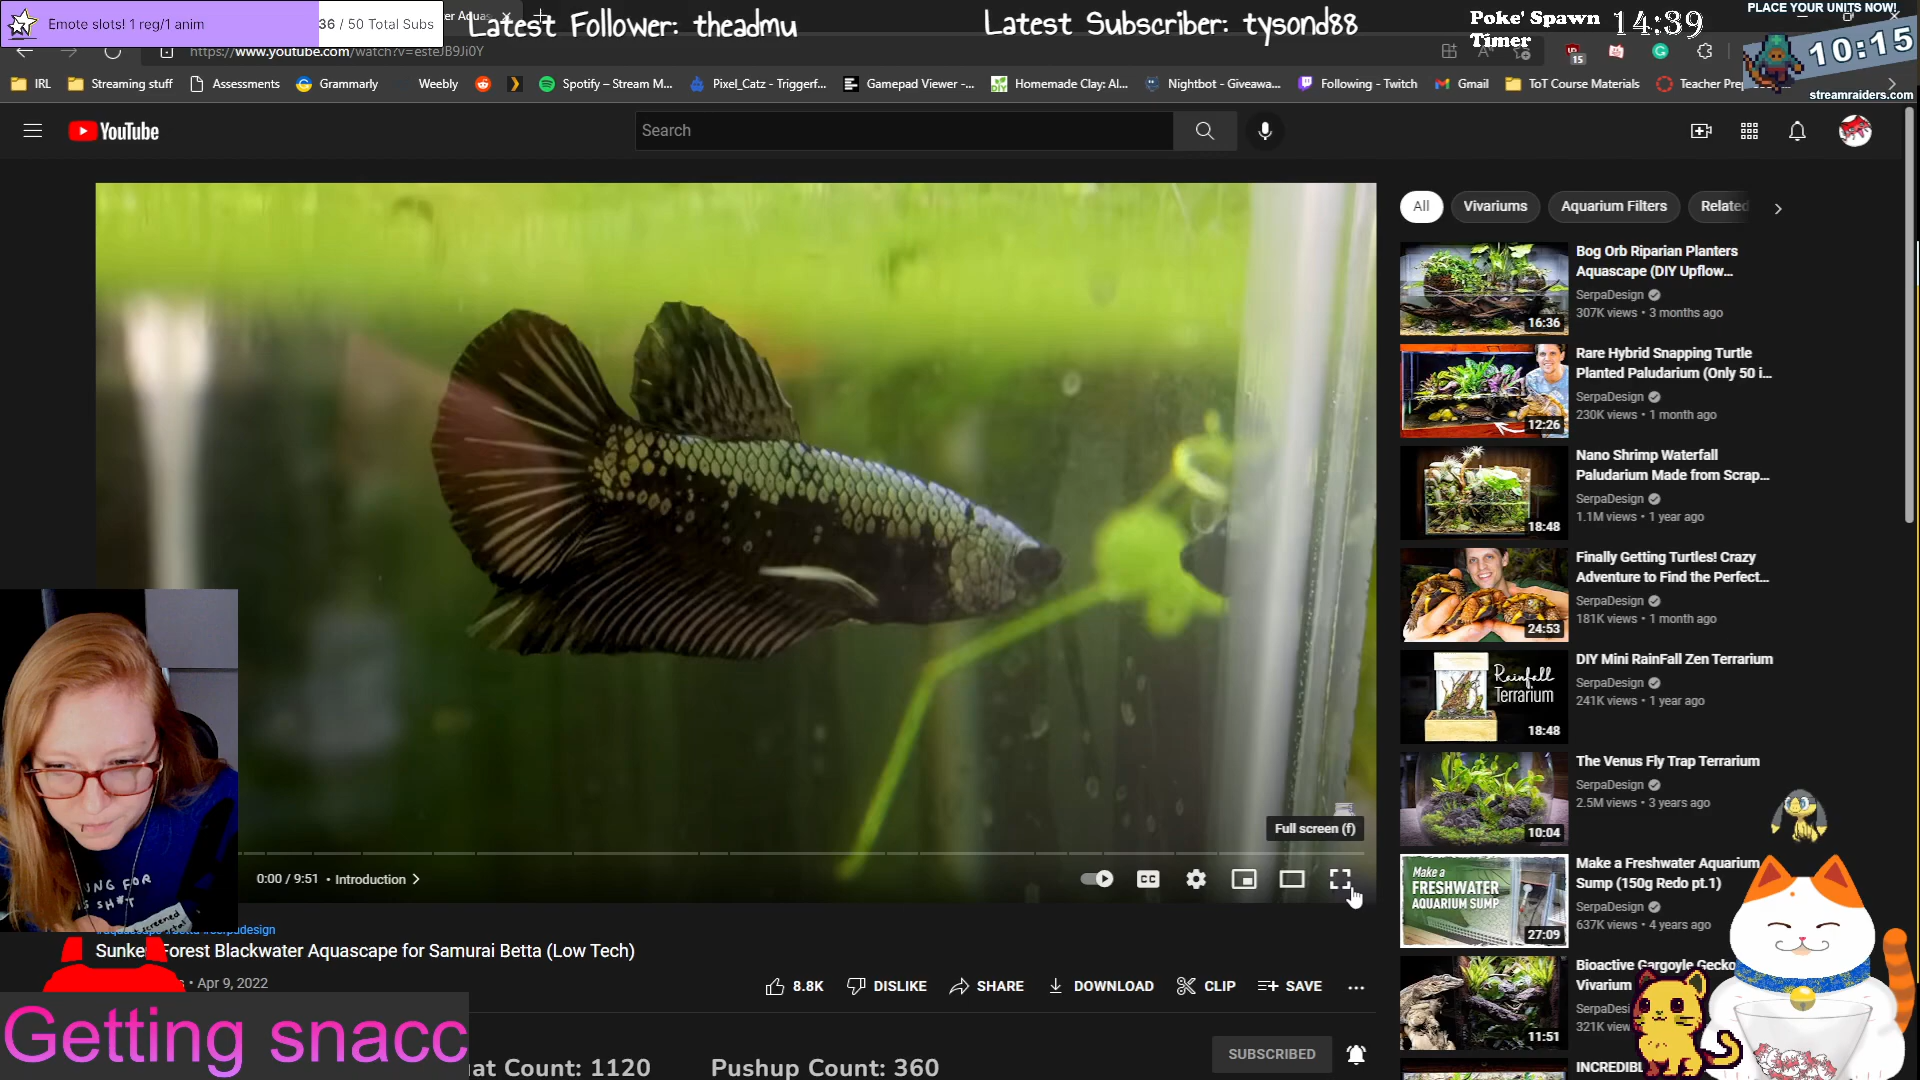 Emote slots! 1 reg/1 anim
36 / 50 Total Subs
Latest Follower: theadmu
Latest Subscriber: tysond88
Poke' Spawn Timer
14:39
PLACE YOUR UNITS NOW!
10:15
streamraiders.com
https://www.youtube.com/watch?v=esteJB9Ji0Y
15
IRL
Streaming stuff
Assessments
Grammarly
Weekly
Spotify – Stream M...
Pixel_Catz - Triggerf...
Gamepad Viewer -...
Homemade Clay: Al...
Nightbot - Giveawa...
Following - Twitch
Gmail
ToT Course Materials
Teacher Pre
YouTube
Search
All
Vivariums
Aquarium Filters
Related
Bog Orb Riparian Planters
Aquascape (DIY Upflow...
SerpaDesign
307K views • 3 months ago
16:36
Rare Hybrid Snapping Turtle
Planted Paludarium (Only 50 i...
SerpaDesign
230K views • 1 month ago
12:26
Nano Shrimp Waterfall
Paludarium Made from Scrap...
SerpaDesign
1.1M views • 1 year ago
18:48
Finally Getting Turtles! Crazy
Adventure to Find the Perfect...
SerpaDesign
181K views • 1 month ago
24:53
DIY Mini RainFall Zen Terrarium
SerpaDesign
241K views • 1 year ago
Rainfall
Terrarium
18:48
The Venus Fly Trap Terrarium
SerpaDesign
2.5M views • 3 years ago
10:04
Make a Freshwater Aquarium
Sump (150g Redo pt.1)
SerpaDesign
637K views • 4 years ago
Make a
FRESHWATER
AQUARIUM SUMP
27:09
Bioactive Gargoyle Gecko
Vivarium
SerpaDesi
321K view
11:51
INCREDIBL
Full screen (f)
0:00 / 9:51 • Introduction
CC
Sunke Forest Blackwater Aquascape for Samurai Betta (Low Tech)
• Apr 9, 2022
8.8K
DISLIKE
SHARE
DOWNLOAD
CLIP
SAVE
SUBSCRIBED
Getting snacc
at Count: 1120
Pushup Count: 360